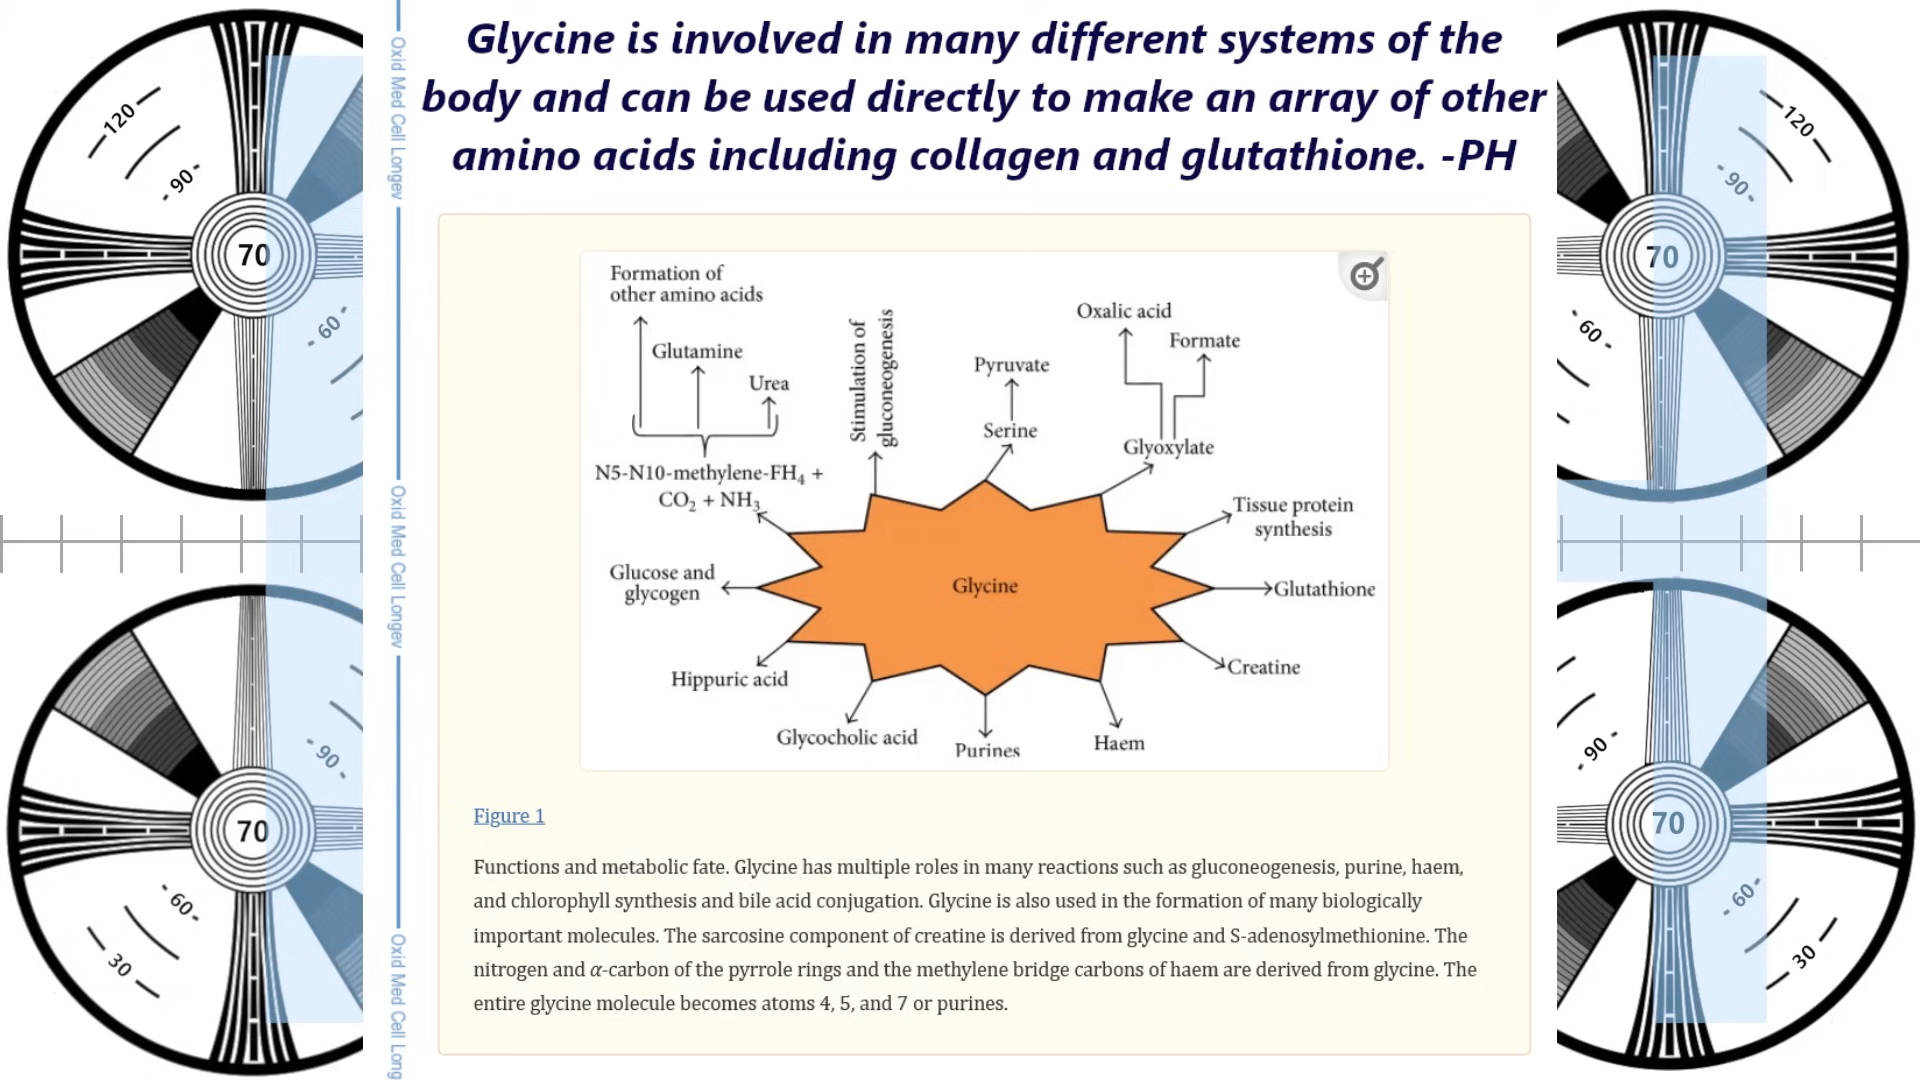 Glycine is involved in many different systems of the
body and can be used directly to make an array of other
amino acids including collagen and glutathione. -PH
Oxid Med Cell Longev
Oxid Med Cell Longev
Oxid Med Cell Long
120
- 90 -
70
- 60 -
120
- 90 -
70
- 60 -
- 90 -
70
- 60 -
30
- 90 -
70
- 60 -
30
Formation of
other amino acids
Glutamine
Urea
N5-N10-methylene-FH₄ +
CO₂ + NH₃
Stimulation of
gluconeogenesis
Pyruvate
Serine
Oxalic acid
Formate
Glyoxylate
Tissue protein
synthesis
Glucose and
glycogen
Glycine
Glutathione
Hippuric acid
Creatine
Glycocholic acid
Purines
Haem
Figure 1
Functions and metabolic fate. Glycine has multiple roles in many reactions such as gluconeogenesis, purine, haem,
and chlorophyll synthesis and bile acid conjugation. Glycine is also used in the formation of many biologically
important molecules. The sarcosine component of creatine is derived from glycine and S-adenosylmethionine. The
nitrogen and α-carbon of the pyrrole rings and the methylene bridge carbons of haem are derived from glycine. The
entire glycine molecule becomes atoms 4, 5, and 7 or purines.